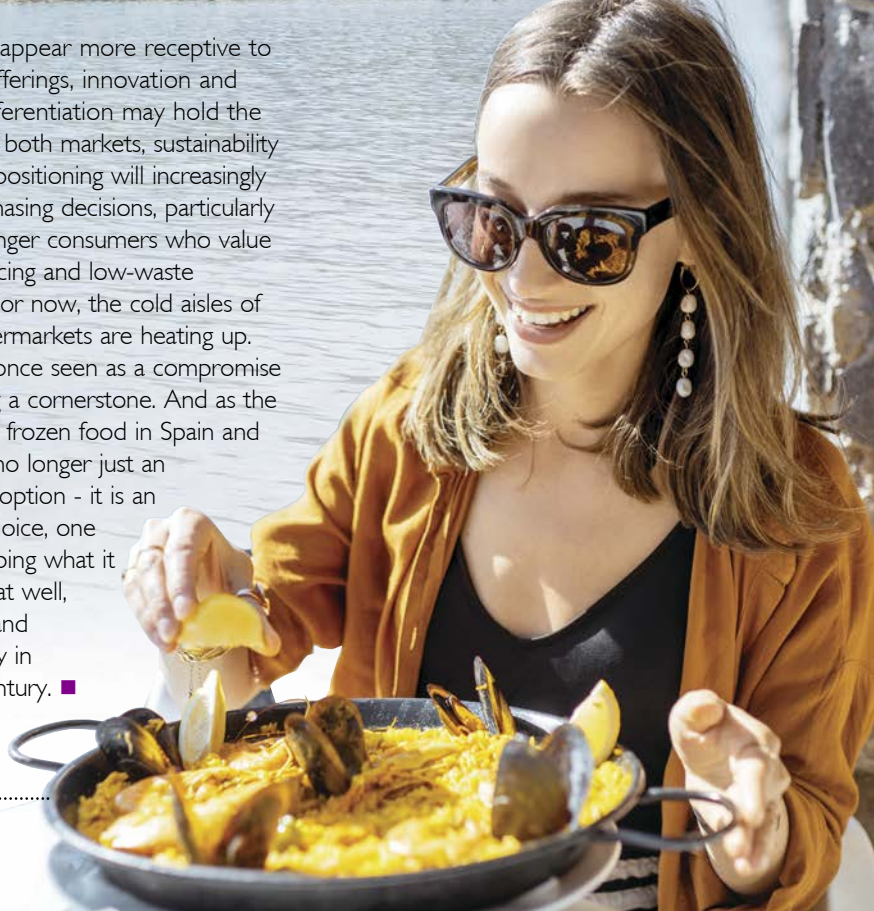 appear more receptive to
fferings, innovation and
ferentiation may hold the
both markets, sustainability
positioning will increasingly
hasing decisions, particularly
nger consumers who value
cing and low-waste
or now, the cold aisles of
ermarkets are heating up.
once seen as a compromise
g a cornerstone. And as the
frozen food in Spain and
no longer just an
option - it is an
oice, one
ping what it
at well,
and
y in
ntury. ■